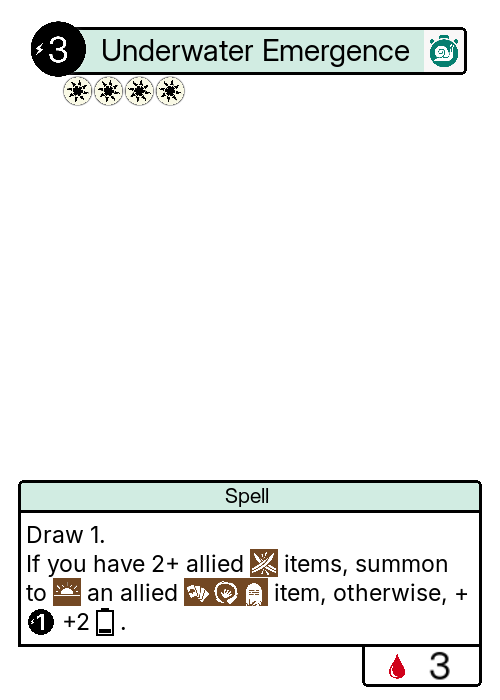 3 Underwater Emergence
Spell
Draw 1.
If you have 2+ allied items, summon
to an allied item, otherwise, +
1 +2 .
3